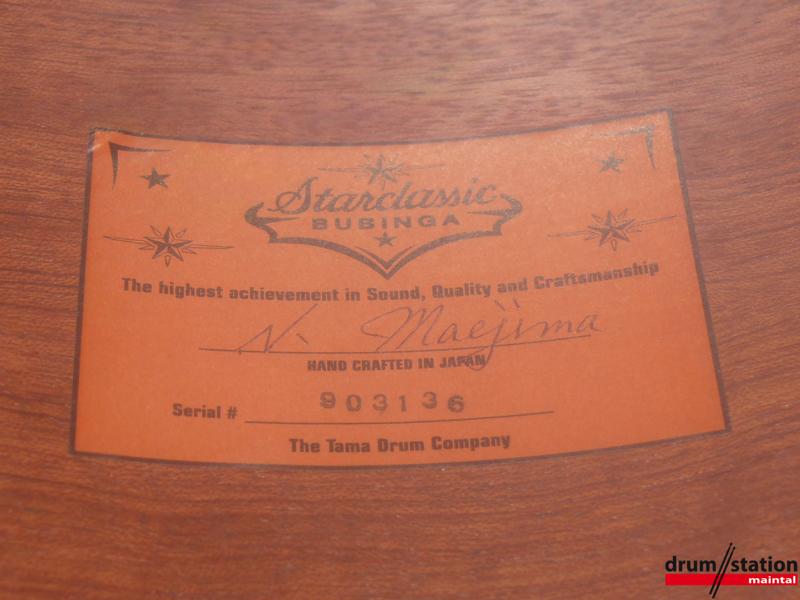 Starclassic
BUBINGA
The highest achievement in Sound, Quality and Craftsmanship
N. Maejima
HAND CRAFTED IN JAPAN
Serial # 903136
The Tama Drum Company
drum//station
maintal